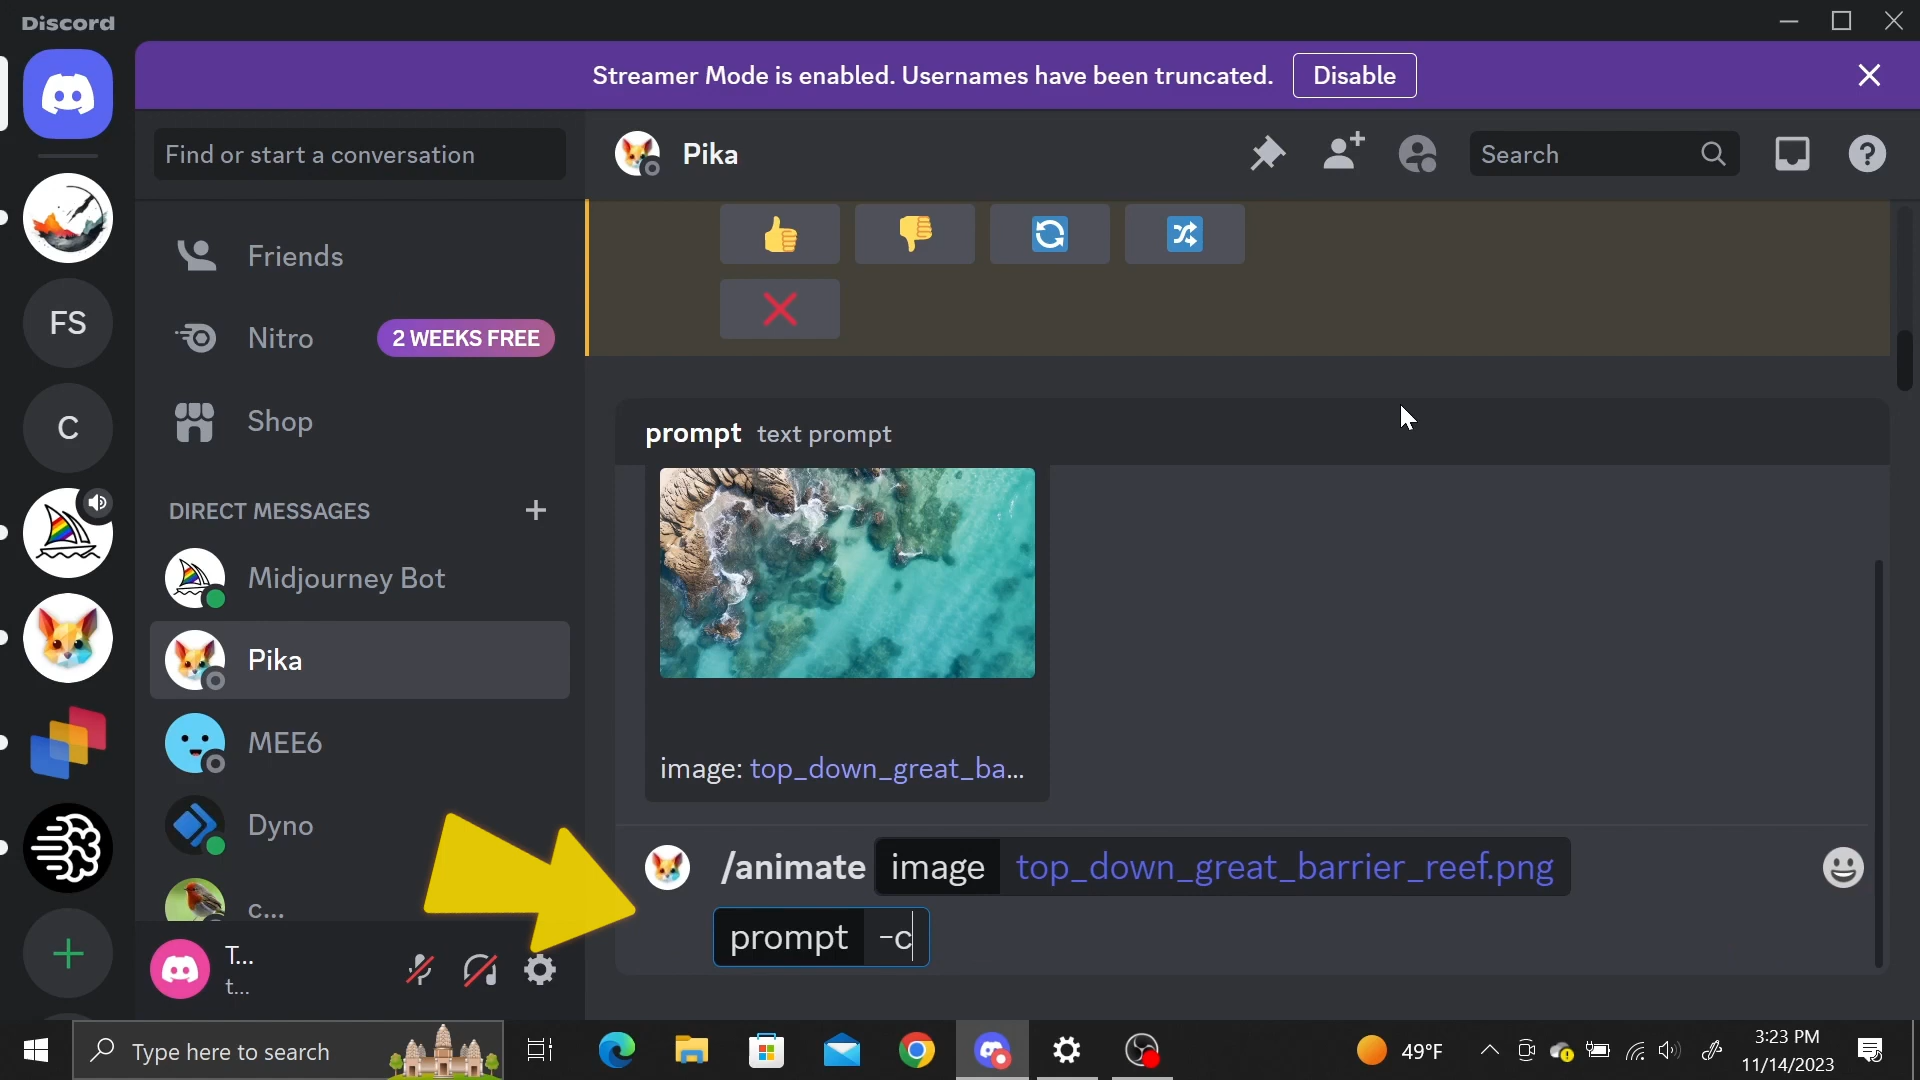 Discord
Streamer Mode is enabled. Usernames have been truncated.
Disable
Find or start a conversation
Pika
Search
FS
Friends
Nitro
2 WEEKS FREE
Shop
C
DIRECT MESSAGES
Midjourney Bot
Pika
MEE6
Dyno
c...
T...
t...
prompt text prompt
image: top_down_great_ba...
/animate image top_down_great_barrier_reef.png
prompt -c
Type here to search
49°F
3:23 PM
11/14/2023